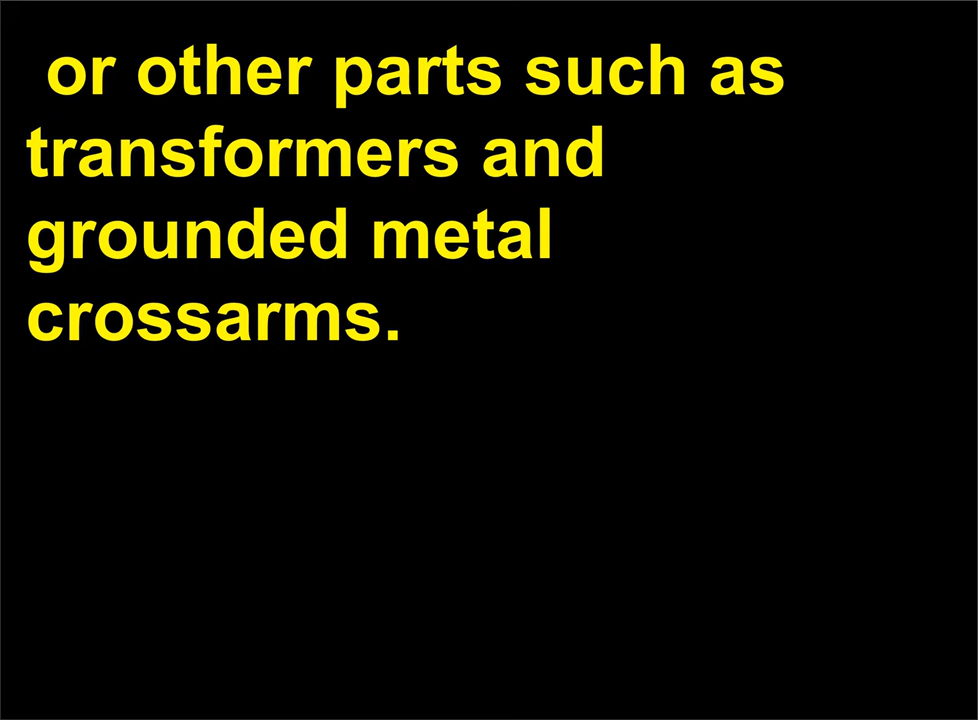 or other parts such as
transformers and
grounded metal
crossarms.